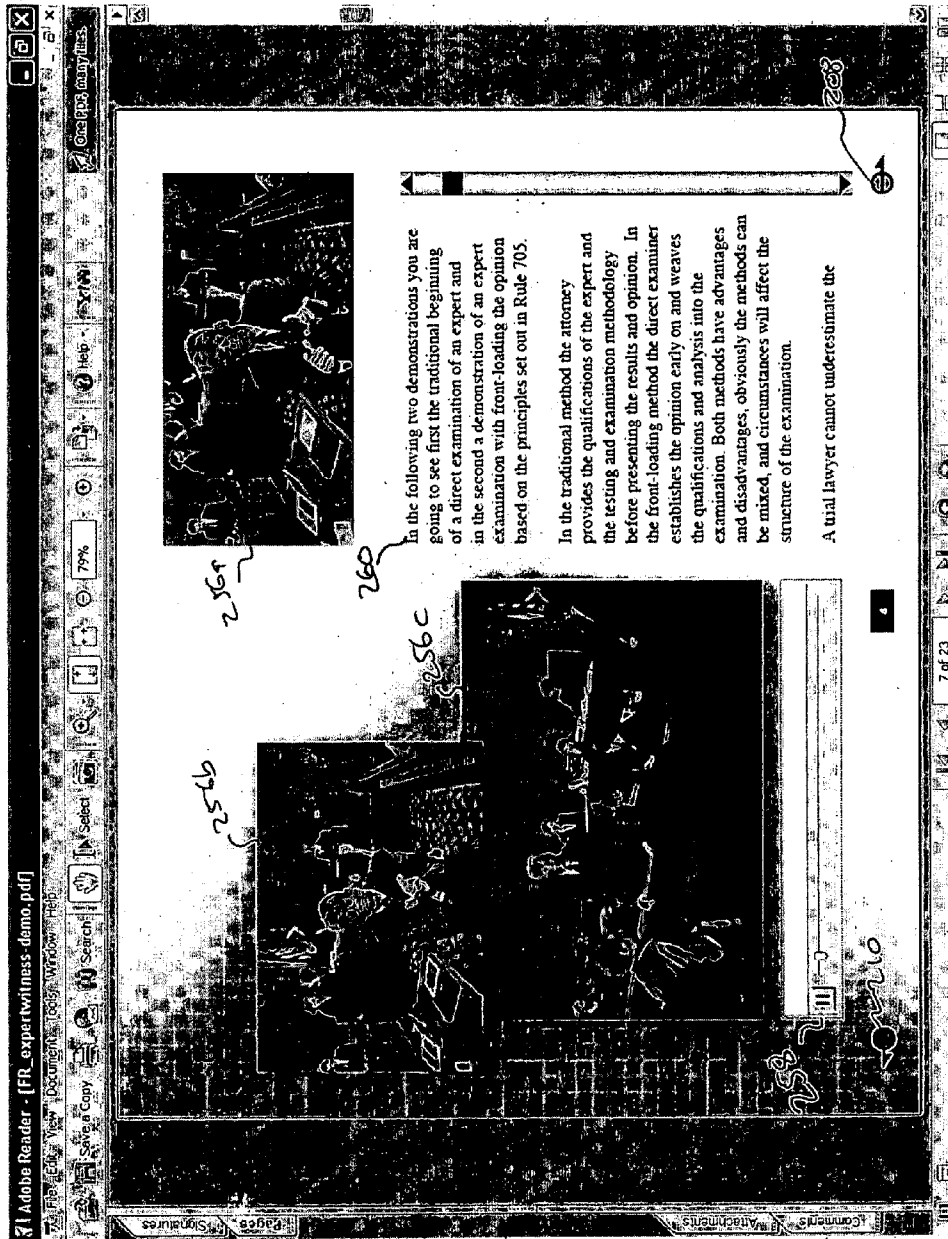 Adobe Reader - [FR_expertwitness-demo.pdf]
File Edit View Document Tools Window Help
One PDF, many files.
Save a Copy
Search
Select
79%
Help
Signatures
Pages
Attachments
Comments
256b
256c
258
210
4
256a
260
In the following two demonstrations you are
going to see first the traditional beginning
of a direct examination of an expert and
in the second a demonstration of an expert
examination with front-loading the opinion
based on the principles set out in Rule 705.
In the traditional method the attorney
provides the qualifications of the expert and
the testing and examination methodology
before presenting the results and opinion. In
the front-loading method the direct examiner
establishes the opinion early on and weaves
the qualifications and analysis into the
examination. Both methods have advantages
and disadvantages, obviously the methods can
be mixed, and circumstances will affect the
structure of the examination.
A trial lawyer cannot underestimate the
208
7 of 23